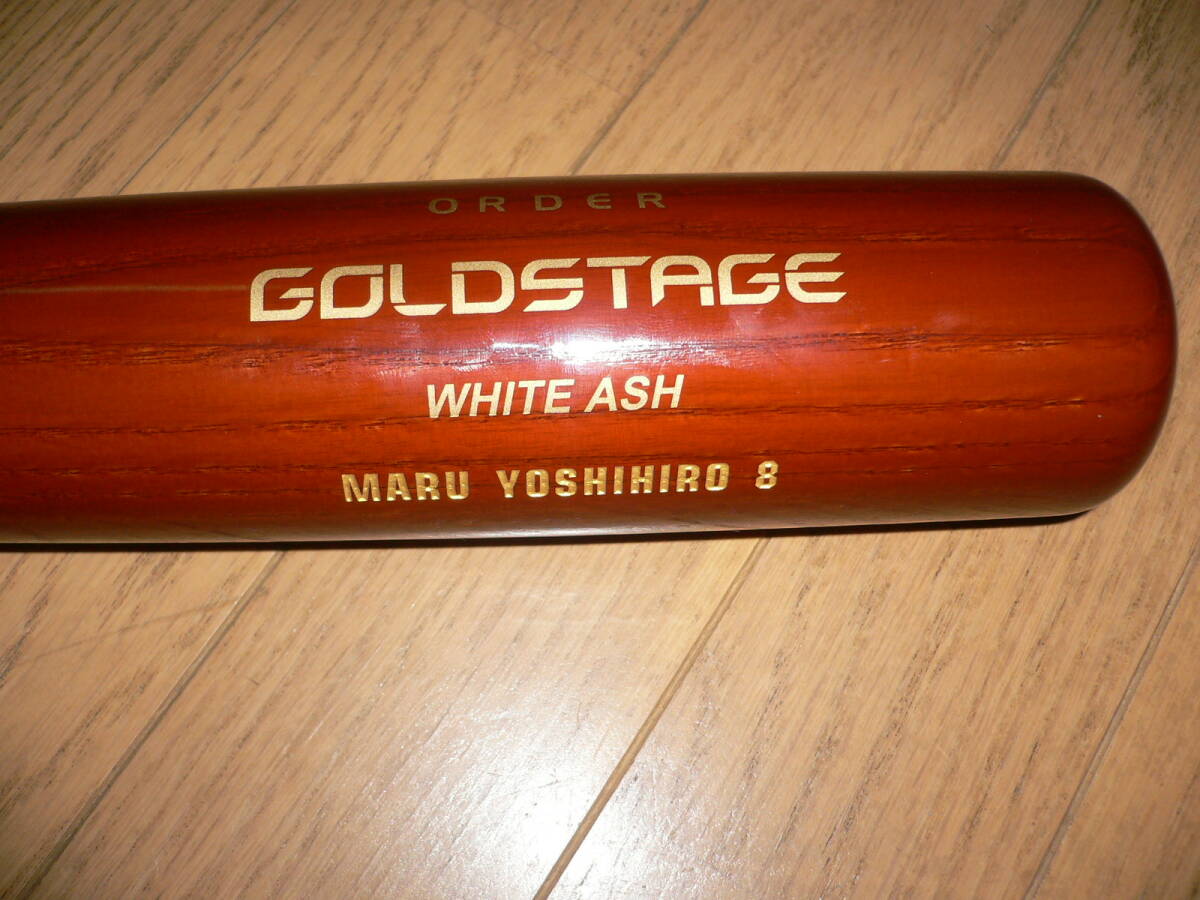 ORDER
GOLDSTAGE
WHITE ASH
MARU YOSHIHIRO 8